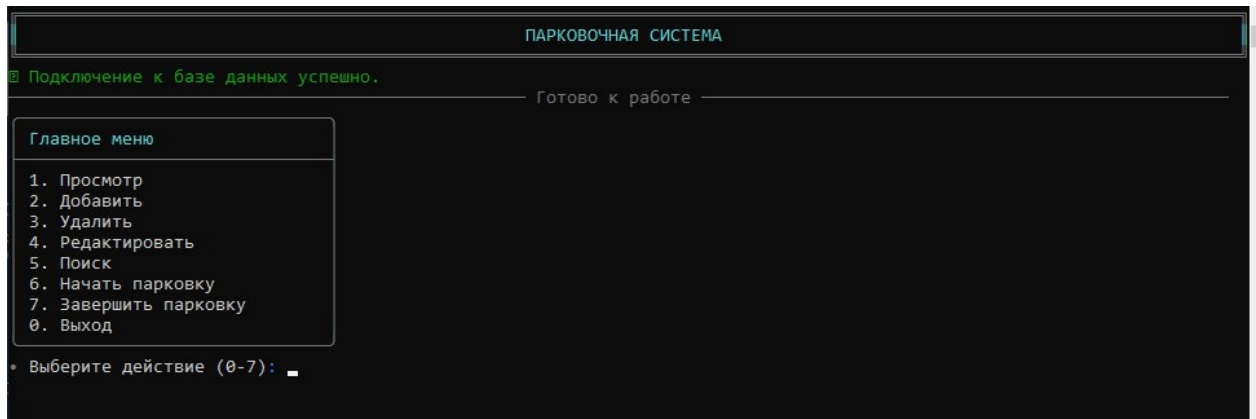 ПАРКОВОЧНАЯ СИСТЕМА
Подключение к базе данных успешно.
Готово к работе
Главное меню
1. Просмотр
2. Добавить
3. Удалить
4. Редактировать
5. Поиск
6. Начать парковку
7. Завершить парковку
0. Выход
• Выберите действие (0-7):